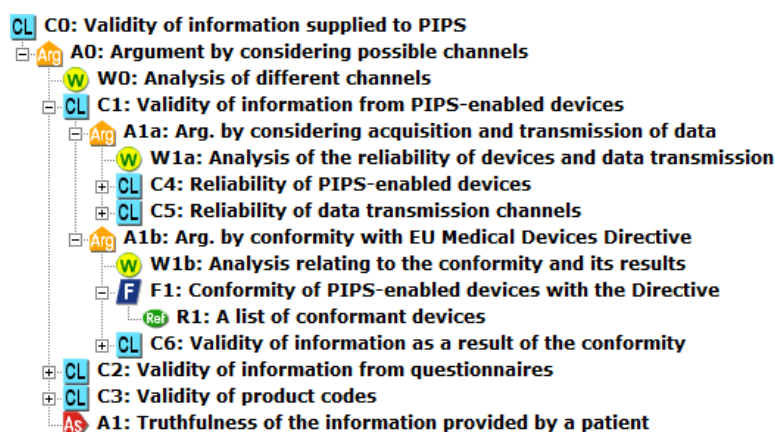 CL C0: Validity of information supplied to PIPS
Arg A0: Argument by considering possible channels
W W0: Analysis of different channels
CL C1: Validity of information from PIPS-enabled devices
Arg A1a: Arg. by considering acquisition and transmission of data
W W1a: Analysis of the reliability of devices and data transmission
CL C4: Reliability of PIPS-enabled devices
CL C5: Reliability of data transmission channels
Arg A1b: Arg. by conformity with EU Medical Devices Directive
W W1b: Analysis relating to the conformity and its results
F F1: Conformity of PIPS-enabled devices with the Directive
Ref R1: A list of conformant devices
CL C6: Validity of information as a result of the conformity
CL C2: Validity of information from questionnaires
CL C3: Validity of product codes
As A1: Truthfulness of the information provided by a patient